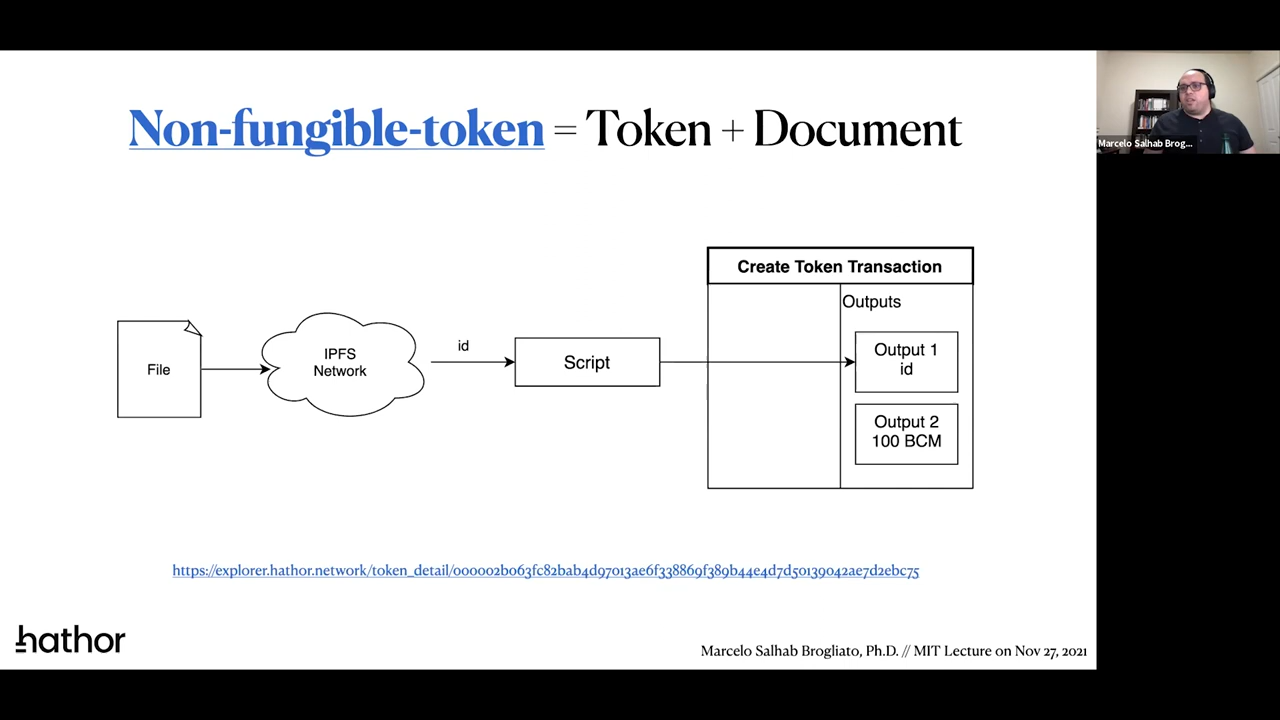 Non-fungible-token = Token + Document
Marcelo Salhab Brog...
Create Token Transaction
Outputs
File
IPFS
Network
id
Script
Output 1
id
Output 2
100 BCM
https://explorer.hathor.network/token_detail/000002b063fc82bab4d97013ae6f338869f389b44e4d7d50139042ae7d2ebc75
hathor
Marcelo Salhab Brogliato, Ph.D. // MIT Lecture on Nov 27, 2021